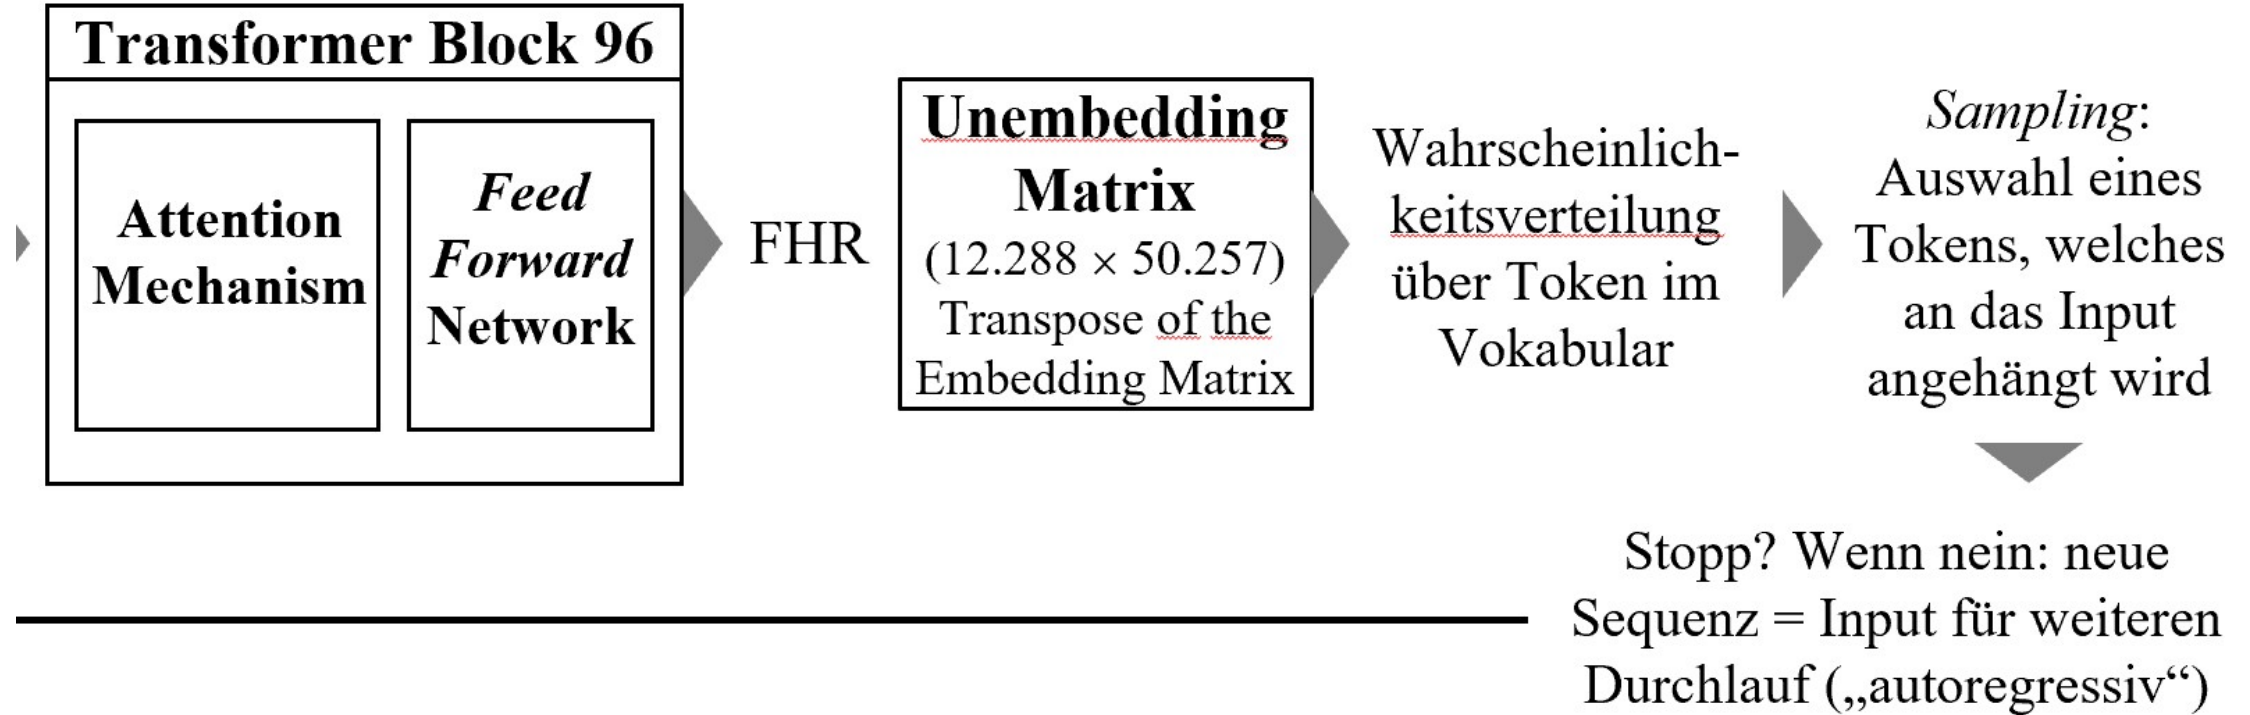 Transformer Block 96
Attention
Mechanism
Feed
Forward
Network
FHR
Unembedding
Matrix
(12.288 × 50.257)
Transpose of the
Embedding Matrix
Wahrscheinlich-
keitsverteilung
über Token im
Vokabular
Sampling:
Auswahl eines
Tokens, welches
an das Input
angehängt wird
Stopp? Wenn nein: neue
Sequenz = Input für weiteren
Durchlauf („autoregressiv“)